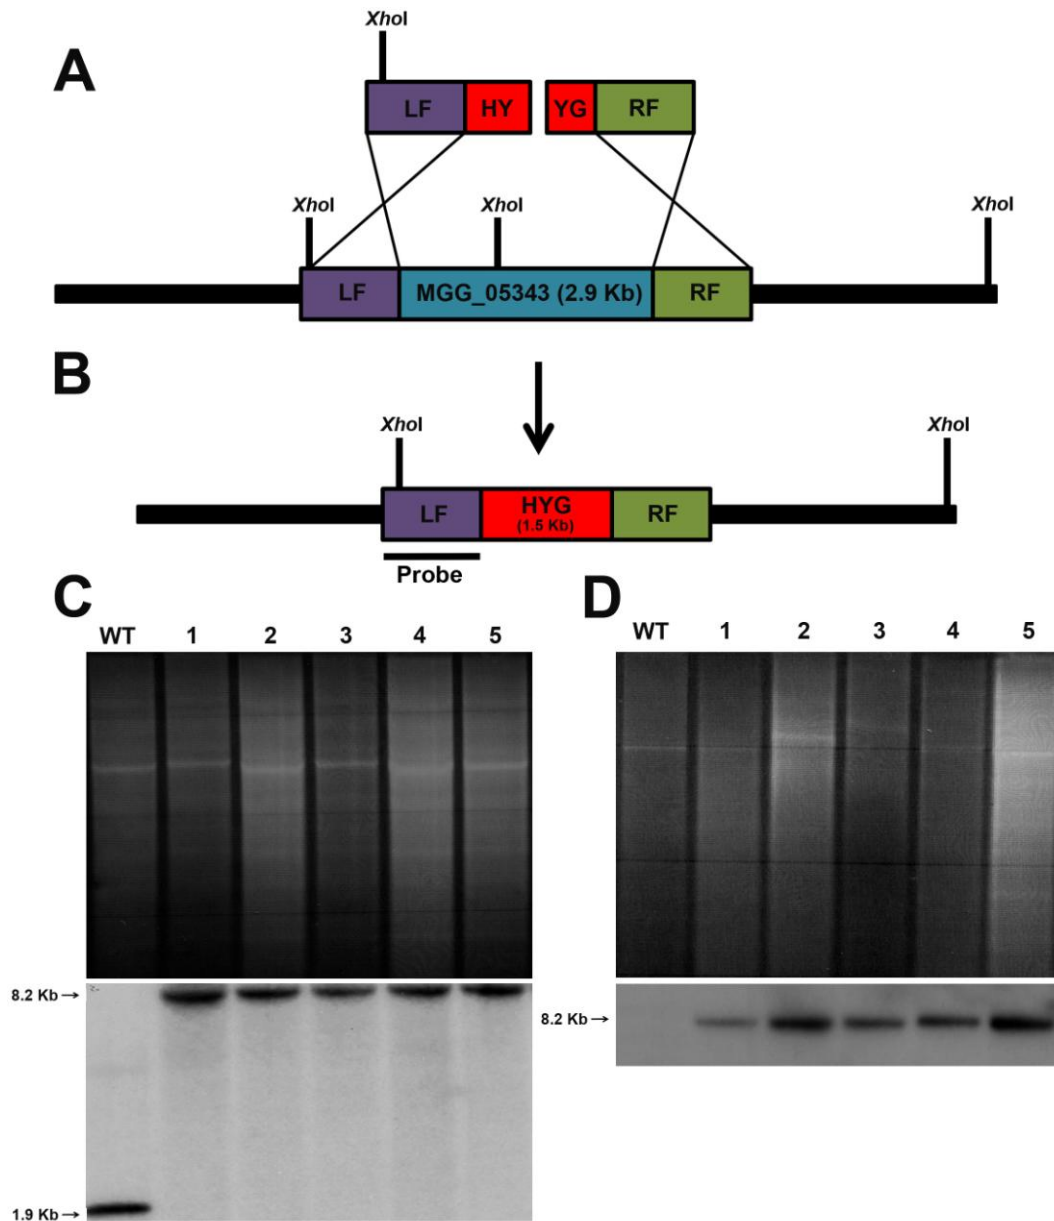 A
XhoI
LF HY YG RF
XhoI XhoI XhoI
LF MGG_05343 (2.9 Kb) RF
B
XhoI XhoI
LF HYG RF
(1.5 Kb)
Probe
C
WT 1 2 3 4 5
8.2 Kb→
1.9 Kb→
D
WT 1 2 3 4 5
8.2 Kb→